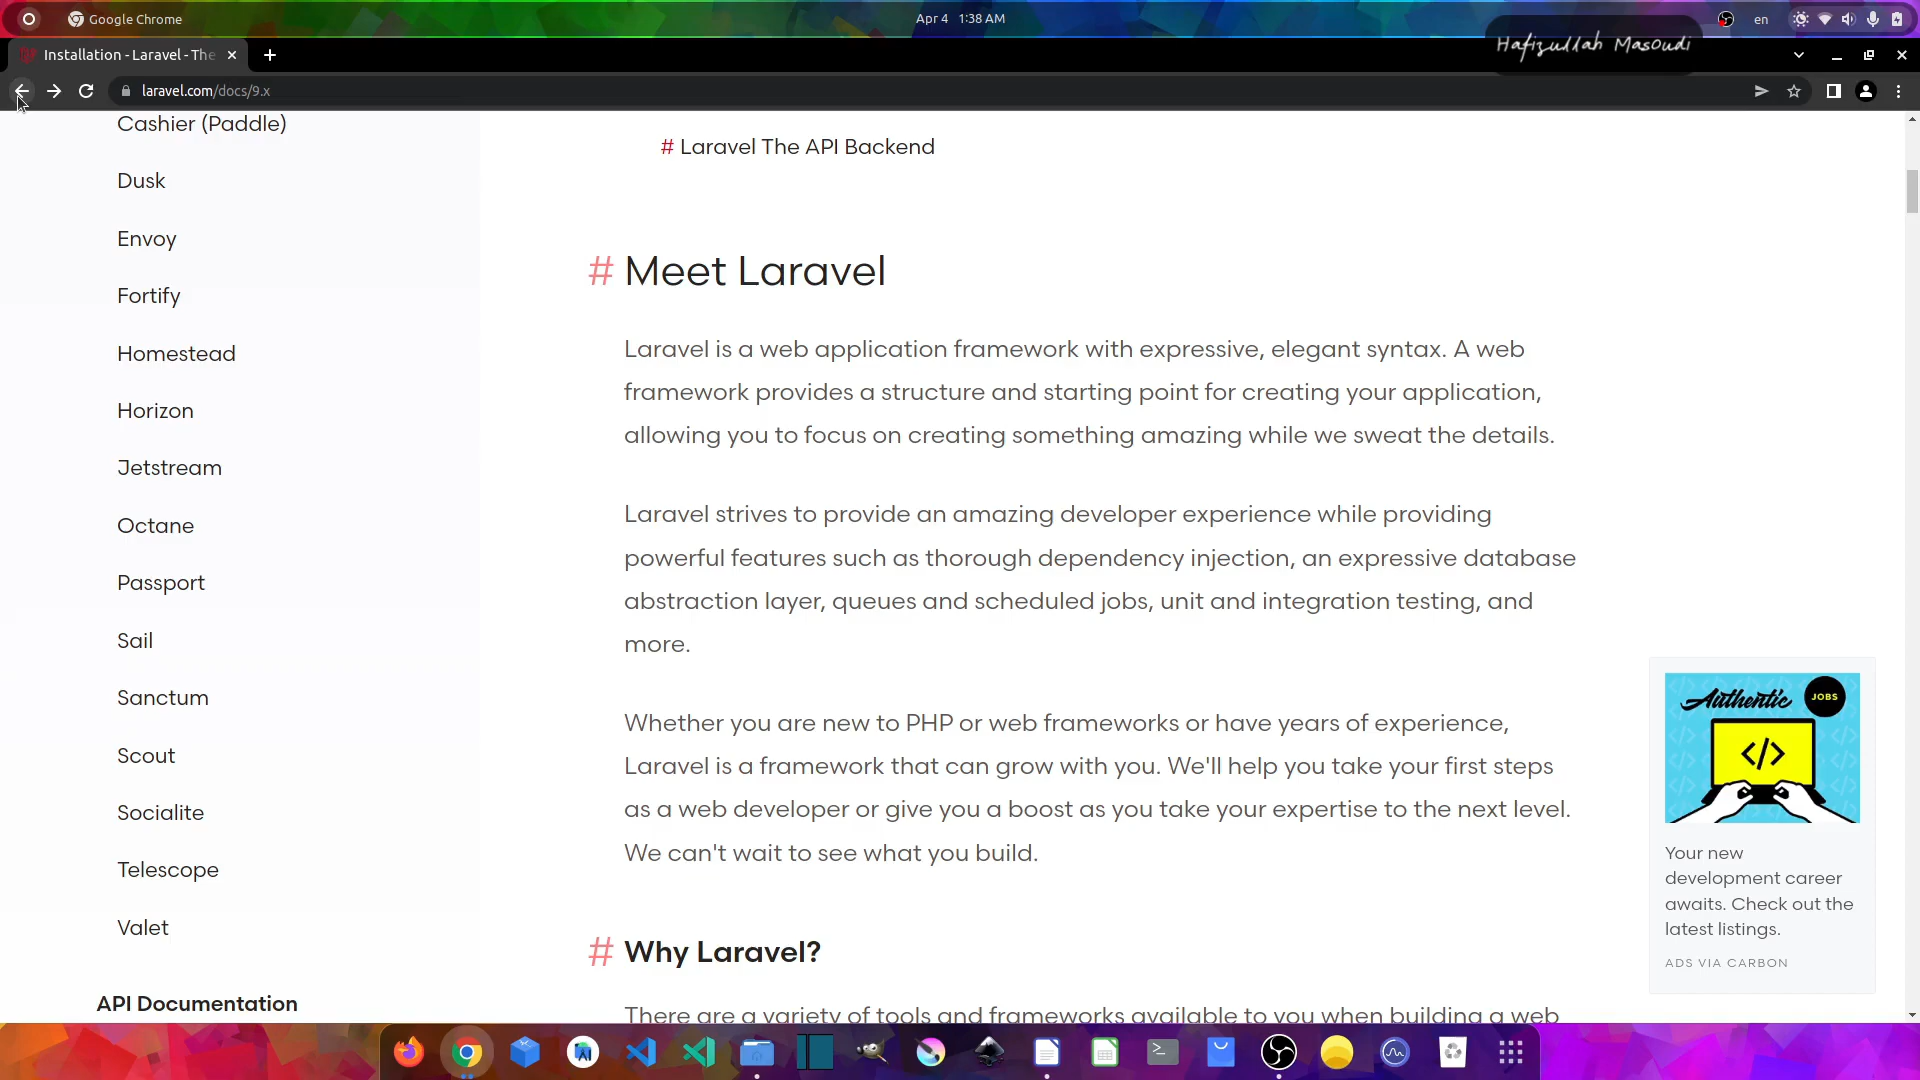 Google Chrome
Apr 4 1:38 AM
en
Hafizullah Masoudi
Installation - Laravel - The
laravel.com/docs/9.x
Cashier (Paddle)
Dusk
Envoy
Fortify
Homestead
Horizon
Jetstream
Octane
Passport
Sail
Sanctum
Scout
Socialite
Telescope
Valet
API Documentation
# Laravel The API Backend
# Meet Laravel
Laravel is a web application framework with expressive, elegant syntax. A web
framework provides a structure and starting point for creating your application,
allowing you to focus on creating something amazing while we sweat the details.
Laravel strives to provide an amazing developer experience while providing
powerful features such as thorough dependency injection, an expressive database
abstraction layer, queues and scheduled jobs, unit and integration testing, and
more.
Whether you are new to PHP or web frameworks or have years of experience,
Laravel is a framework that can grow with you. We'll help you take your first steps
as a web developer or give you a boost as you take your expertise to the next level.
We can't wait to see what you build.
# Why Laravel?
There are a variety of tools and frameworks available to you when building a web
Authentic
JOBS
</>
Your new
development career
awaits. Check out the
latest listings.
ADS VIA CARBON